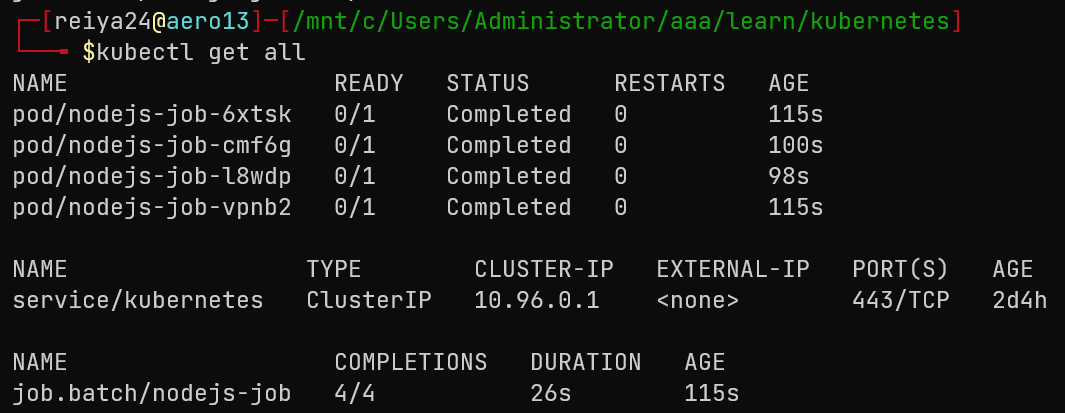 [reiya24@aero13]-[/mnt/c/Users/Administrator/aaa/learn/kubernetes]
$kubectl get all
NAME READY STATUS RESTARTS AGE
pod/nodejs-job-6xtsk 0/1 Completed 0 115s
pod/nodejs-job-cmf6g 0/1 Completed 0 100s
pod/nodejs-job-l8wdp 0/1 Completed 0 98s
pod/nodejs-job-vpnb2 0/1 Completed 0 115s
NAME TYPE CLUSTER-IP EXTERNAL-IP PORT(S) AGE
service/kubernetes ClusterIP 10.96.0.1 <none> 443/TCP 2d4h
NAME COMPLETIONS DURATION AGE
job.batch/nodejs-job 4/4 26s 115s